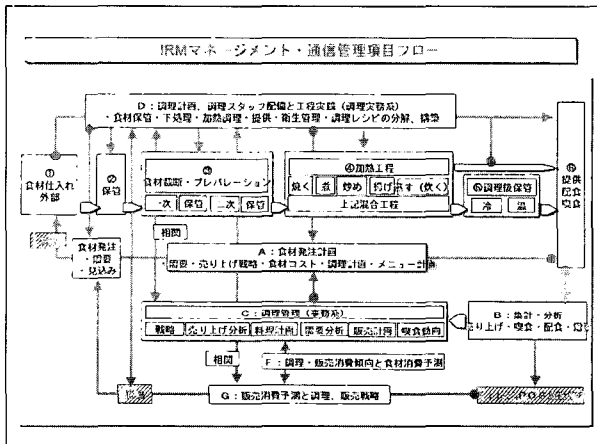 IRMマネージメント・通信管理項目フロー
D：調理計画、調理スタッフ配備と工程実践（調理実務系）
・食材保管・下処理・加熱調理・提供・衛生管理・調理レシピの分解、構築
①
食材仕入れ
外部
②
保管
③
食材裁断・プレパレーション
一次 保管 二次 保管
④加熱工程
焼く 煮 炒め 揚げ 蒸す（炊く）
上記混合工程
⑤調理後保管
冷 温
⑥
提供
配食
喫食
相関
食材発注
・需要
・見込み
A：食材発注計画
・需要・売り上げ戦略・食材コスト・調理計画・メニュー計画
C：調理管理（事務系）
戦略 売り上げ分析 料理計画 需要分析 販売計画 喫食動向
B：集計・分析
売り上げ・喫食・配食・
相関
F：調理・販売消費傾向と食材消費予測
G：販売消費予測と調理、販売戦略